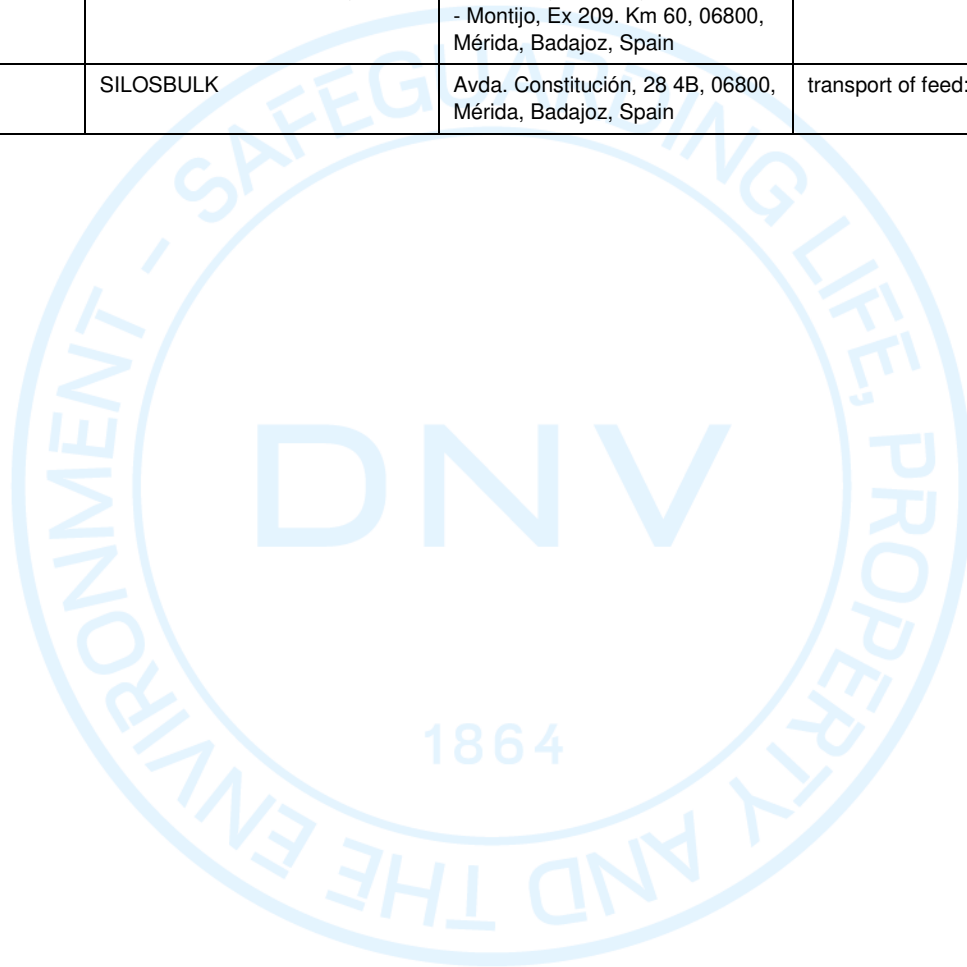 - Montijo, Ex 209. Km 60, 06800,
Mérida, Badajoz, Spain
SILOSBULK
Avda. Constitución, 28 4B, 06800,
Mérida, Badajoz, Spain
transport of feed:
SAFEGUARDING LIFE, PROPERTY AND THE ENVIRONMENT -
DNV
1864